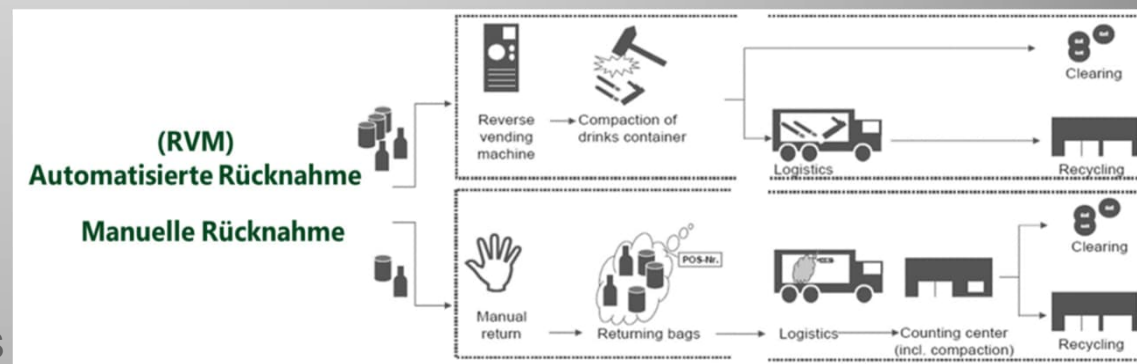 (RVM)
Automatisierte Rücknahme
Manuelle Rücknahme
Reverse
vending
machine
Compaction of
drinks container
Logistics
Clearing
Recycling
Manual
return
POS-Nr.
Returning bags
Logistics
Counting center
(incl. compaction)
Clearing
Recycling